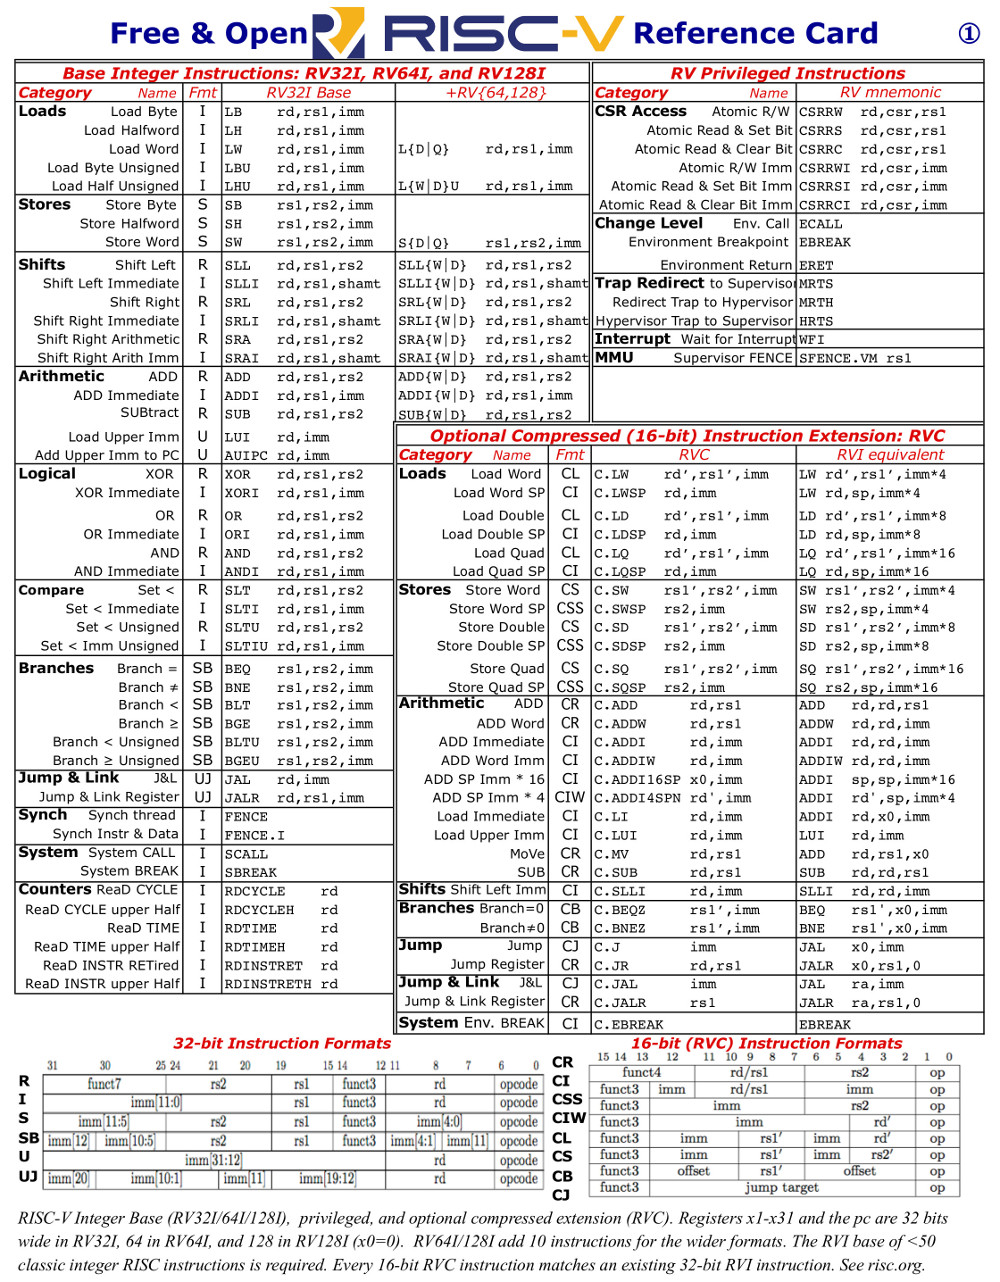 Free & Open RISC-V Reference Card ①
Base Integer Instructions: RV32I, RV64I, and RV128I
Category Name Fmt RV32I Base +RV{64,128}
Loads Load Byte I LB rd,rs1,imm
Load Halfword I LH rd,rs1,imm
Load Word I LW rd,rs1,imm L{D|Q} rd,rs1,imm
Load Byte Unsigned I LBU rd,rs1,imm
Load Half Unsigned I LHU rd,rs1,imm L{W|D}U rd,rs1,imm
Stores Store Byte S SB rs1,rs2,imm
Store Halfword S SH rs1,rs2,imm
Store Word S SW rs1,rs2,imm S{D|Q} rs1,rs2,imm
Shifts Shift Left R SLL rd,rs1,rs2 SLL{W|D} rd,rs1,rs2
Shift Left Immediate I SLLI rd,rs1,shamt SLLI{W|D} rd,rs1,shamt
Shift Right R SRL rd,rs1,rs2 SRL{W|D} rd,rs1,rs2
Shift Right Immediate I SRLI rd,rs1,shamt SRLI{W|D} rd,rs1,shamt
Shift Right Arithmetic R SRA rd,rs1,rs2 SRA{W|D} rd,rs1,rs2
Shift Right Arith Imm I SRAI rd,rs1,shamt SRAI{W|D} rd,rs1,shamt
Arithmetic ADD R ADD rd,rs1,rs2 ADD{W|D} rd,rs1,rs2
ADD Immediate I ADDI rd,rs1,imm ADDI{W|D} rd,rs1,imm
SUBtract R SUB rd,rs1,rs2 SUB{W|D} rd,rs1,rs2
Load Upper Imm U LUI rd,imm
Add Upper Imm to PC U AUIPC rd,imm
Logical XOR R XOR rd,rs1,rs2
XOR Immediate I XORI rd,rs1,imm
OR R OR rd,rs1,rs2
OR Immediate I ORI rd,rs1,imm
AND R AND rd,rs1,rs2
AND Immediate I ANDI rd,rs1,imm
Compare Set < R SLT rd,rs1,rs2
Set < Immediate I SLTI rd,rs1,imm
Set < Unsigned R SLTU rd,rs1,rs2
Set < Imm Unsigned I SLTIU rd,rs1,imm
Branches Branch = SB BEQ rs1,rs2,imm
Branch ≠ SB BNE rs1,rs2,imm
Branch < SB BLT rs1,rs2,imm
Branch ≥ SB BGE rs1,rs2,imm
Branch < Unsigned SB BLTU rs1,rs2,imm
Branch ≥ Unsigned SB BGEU rs1,rs2,imm
Jump & Link J&L UJ JAL rd,imm
Jump & Link Register UJ JALR rd,rs1,imm
Synch Synch thread I FENCE
Synch Instr & Data I FENCE.I
System System CALL I SCALL
System BREAK I SBREAK
Counters ReaD CYCLE I RDCYCLE rd
ReaD CYCLE upper Half I RDCYCLEH rd
ReaD TIME I RDTIME rd
ReaD TIME upper Half I RDTIMEH rd
ReaD INSTR RETired I RDINSTRET rd
ReaD INSTR upper Half I RDINSTRETH rd
RV Privileged Instructions
Category Name RV mnemonic
CSR Access Atomic R/W CSRRW rd,csr,rs1
Atomic Read & Set Bit CSRRS rd,csr,rs1
Atomic Read & Clear Bit CSRRC rd,csr,rs1
Atomic R/W Imm CSRRWI rd,csr,imm
Atomic Read & Set Bit Imm CSRRSI rd,csr,imm
Atomic Read & Clear Bit Imm CSRRCI rd,csr,imm
Change Level Env. Call ECALL
Environment Breakpoint EBREAK
Environment Return ERET
Trap Redirect to Supervisor MRTS
Redirect Trap to Hypervisor MRTH
Hypervisor Trap to Supervisor HRTS
Interrupt Wait for Interrupt WFI
MMU Supervisor FENCE SFENCE.VM rs1
Optional Compressed (16-bit) Instruction Extension: RVC
Category Name Fmt RVC RVI equivalent
Loads Load Word CL C.LW rd′,rs1′,imm LW rd′,rs1′,imm*4
Load Word SP CI C.LWSP rd,imm LW rd,sp,imm*4
Load Double CL C.LD rd′,rs1′,imm LD rd′,rs1′,imm*8
Load Double SP CI C.LDSP rd,imm LD rd,sp,imm*8
Load Quad CL C.LQ rd′,rs1′,imm LQ rd′,rs1′,imm*16
Load Quad SP CI C.LQSP rd,imm LQ rd,sp,imm*16
Stores Store Word CS C.SW rs1′,rs2′,imm SW rs1′,rs2′,imm*4
Store Word SP CSS C.SWSP rs2,imm SW rs2,sp,imm*4
Store Double CS C.SD rs1′,rs2′,imm SD rs1′,rs2′,imm*8
Store Double SP CSS C.SDSP rs2,imm SD rs2,sp,imm*8
Store Quad CS C.SQ rs1′,rs2′,imm SQ rs1′,rs2′,imm*16
Store Quad SP CSS C.SQSP rs2,imm SQ rs2,sp,imm*16
Arithmetic ADD CR C.ADD rd,rs1 ADD rd,rd,rs1
ADD Word CR C.ADDW rd,rs1 ADDW rd,rd,imm
ADD Immediate CI C.ADDI rd,imm ADDI rd,rd,imm
ADD Word Imm CI C.ADDIW rd,imm ADDIW rd,rd,imm
ADD SP Imm * 16 CI C.ADDI16SP x0,imm ADDI sp,sp,imm*16
ADD SP Imm * 4 CIW C.ADDI4SPN rd',imm ADDI rd',sp,imm*4
Load Immediate CI C.LI rd,imm ADDI rd,x0,imm
Load Upper Imm CI C.LUI rd,imm LUI rd,imm
MoVe CR C.MV rd,rs1 ADD rd,rs1,x0
SUB CR C.SUB rd,rs1 SUB rd,rd,rs1
Shifts Shift Left Imm CI C.SLLI rd,imm SLLI rd,rd,imm
Branches Branch=0 CB C.BEQZ rs1′,imm BEQ rs1',x0,imm
Branch≠0 CB C.BNEZ rs1′,imm BNE rs1',x0,imm
Jump Jump CJ C.J imm JAL x0,imm
Jump Register CR C.JR rd,rs1 JALR x0,rs1,0
Jump & Link J&L CJ C.JAL imm JAL ra,imm
Jump & Link Register CR C.JALR rs1 JALR ra,rs1,0
System Env. BREAK CI C.EBREAK EBREAK
32-bit Instruction Formats
31 30 25 24 21 20 19 15 14 12 11 8 7 6 0
R funct7 rs2 rs1 funct3 rd opcode
I imm[11:0] rs1 funct3 rd opcode
S imm[11:5] rs2 rs1 funct3 imm[4:0] opcode
SB imm[12] imm[10:5] rs2 rs1 funct3 imm[4:1] imm[11] opcode
U imm[31:12] rd opcode
UJ imm[20] imm[10:1] imm[11] imm[19:12] rd opcode
16-bit (RVC) Instruction Formats
15 14 13 12 11 10 9 8 7 6 5 4 3 2 1 0
CR funct4 rd/rs1 rs2 op
CI funct3 imm rd/rs1 imm op
CSS funct3 imm rs2 op
CIW funct3 imm rd′ op
CL funct3 imm rs1′ imm rd′ op
CS funct3 imm rs1′ imm rs2′ op
CB funct3 offset rs1′ offset op
CJ funct3 jump target op
RISC-V Integer Base (RV32I/64I/128I), privileged, and optional compressed extension (RVC). Registers x1-x31 and the pc are 32 bits
wide in RV32I, 64 in RV64I, and 128 in RV128I (x0=0). RV64I/128I add 10 instructions for the wider formats. The RVI base of <50
classic integer RISC instructions is required. Every 16-bit RVC instruction matches an existing 32-bit RVI instruction. See risc.org.